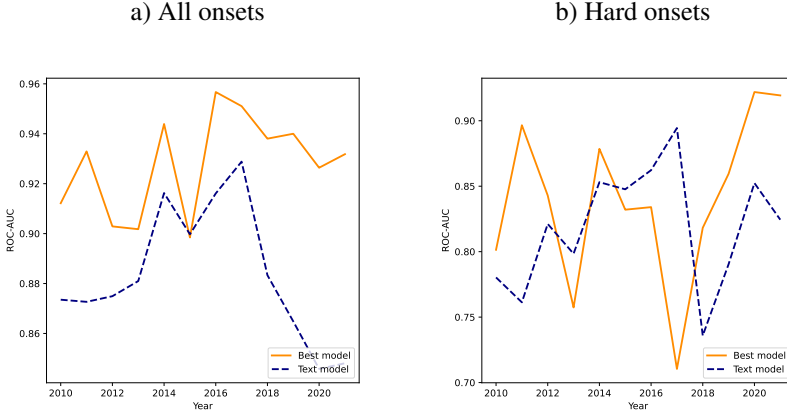 a) All onsets
b) Hard onsets
0.96
0.94
0.92
0.90
0.88
0.86
ROC-AUC
2010 2012 2014 2016 2018 2020
Year
Best model
Text model
0.90
0.85
0.80
0.75
0.70
ROC-AUC
2010 2012 2014 2016 2018 2020
Year
Best model
Text model